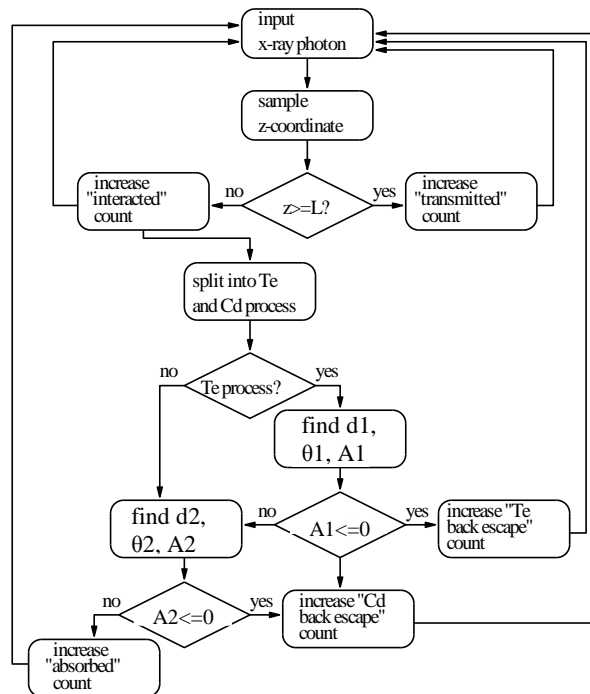 input
x-ray photon
sample
z-coordinate
z>=L?
no
yes
increase
"interacted"
count
increase
"transmitted"
count
split into Te
and Cd process
Te process?
no
yes
find d1,
θ1, A1
A1<=0
no
yes
find d2,
θ2, A2
increase "Te
back escape"
count
A2<=0
no
yes
increase "Cd
back escape"
count
increase
"absorbed"
count